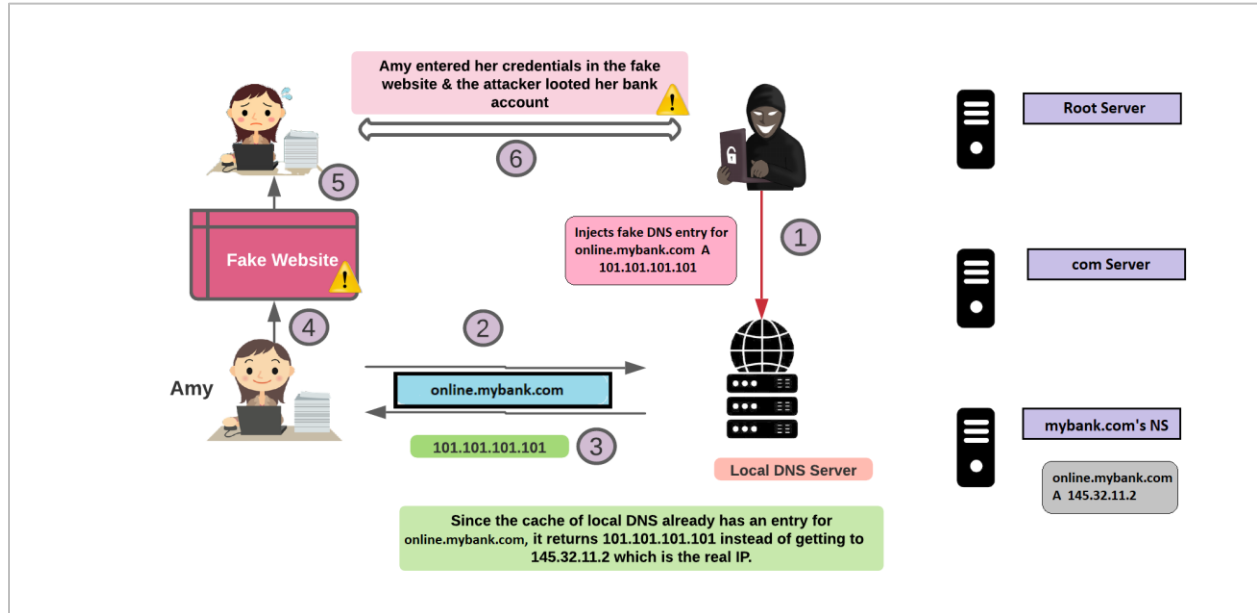 Amy entered her credentials in the fake
website & the attacker looted her bank
account
6
Root Server
5
Injects fake DNS entry for
online.mybank.com A
101.101.101.101
1
Fake Website
com Server
4
2
Amy
online.mybank.com
101.101.101.101
3
Local DNS Server
mybank.com's NS
online.mybank.com
A 145.32.11.2
Since the cache of local DNS already has an entry for
online.mybank.com, it returns 101.101.101.101 instead of getting to
145.32.11.2 which is the real IP.